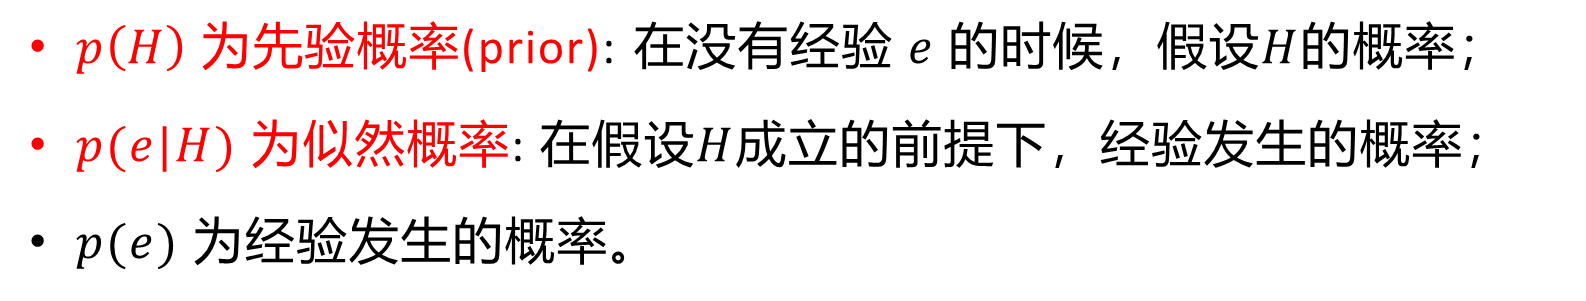 • p(H) 为先验概率(prior): 在没有经验 e 的时候，假设H的概率；
• p(e|H) 为似然概率: 在假设H成立的前提下，经验发生的概率；
• p(e) 为经验发生的概率。